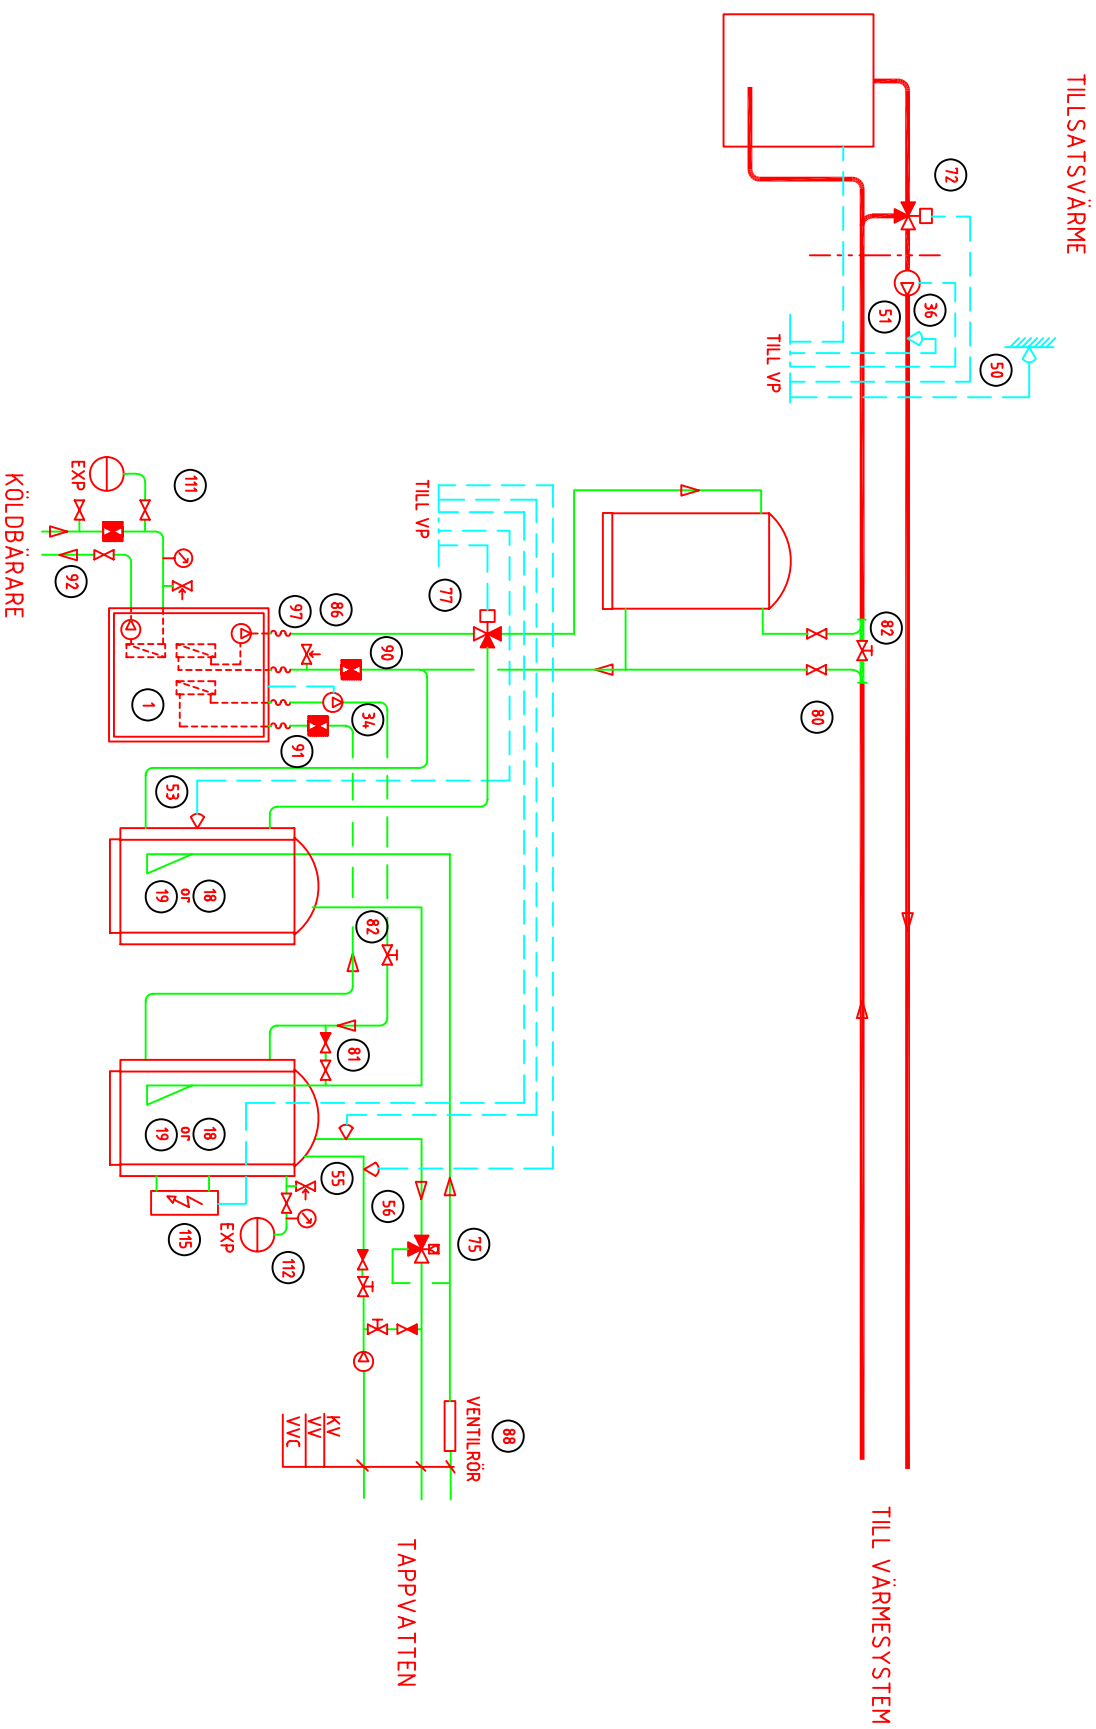 TILLSATSVÄRME
50
72
36
51
82
TILL VÄRMESYSTEM
80
TILL VP
88
75
VENTILRÖR
77
TILL VP
TAPPVATTEN
90
56
34
82
81
86
55
KV
VV
VVC
97
91
112
EXP
18
or
19
18
or
19
111
115
53
1
EXP
92
KÖLDBÄRARE